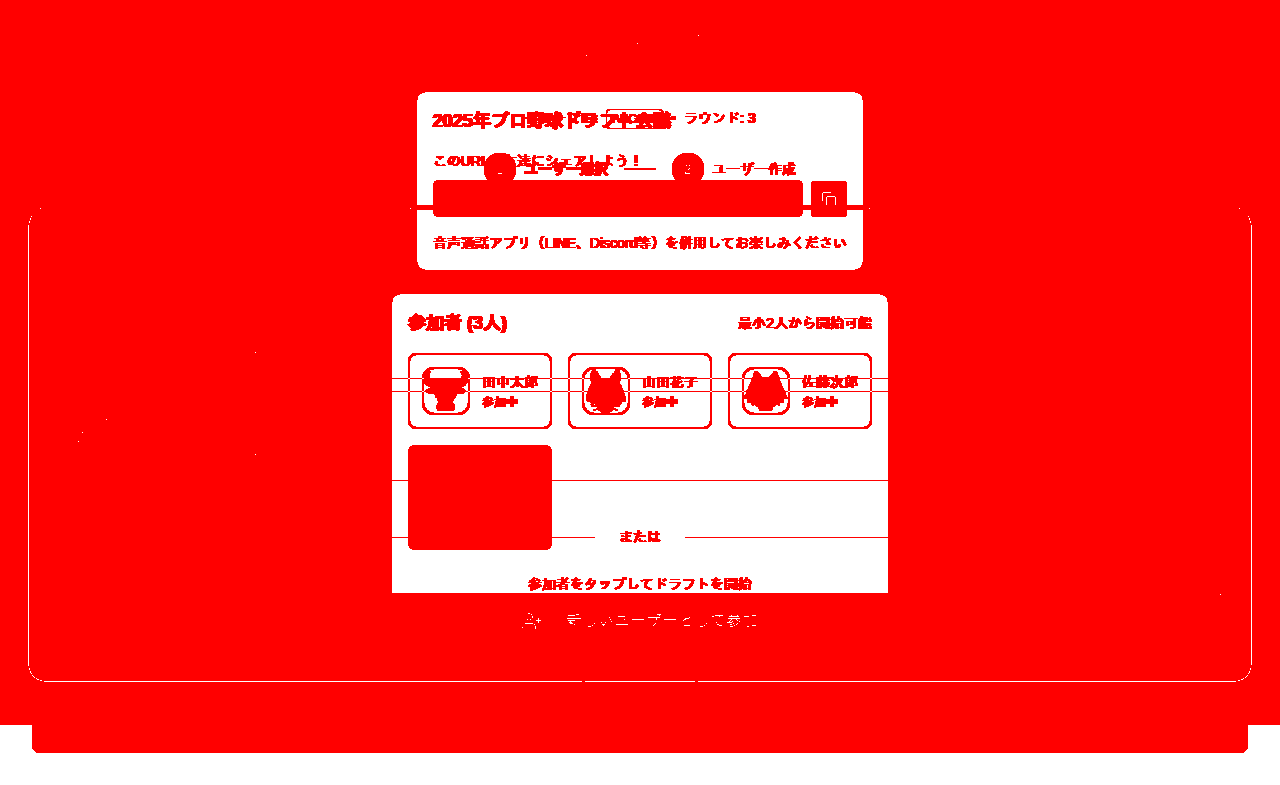 2025年プロ野球ドラフト会議
ラウンド: 3
このURLを友達にシェアしよう！
ユーザー選択
2
ユーザー作成
音声通話アプリ（LINE、Discord等）を併用してお楽しみください
参加者 (3人)
最小2人から開始可能
田中太郎
参加中
山田花子
参加中
佐藤次郎
参加中
または
参加者をタップしてドラフトを開始
新しいユーザーとして参加